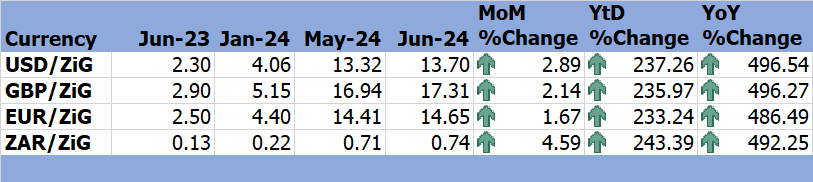 Currency Jun-23 Jan-24 May-24 Jun-24 MoM %Change YtD %Change YoY %Change
USD/ZiG 2.30 4.06 13.32 13.70 2.89 237.26 496.54
GBP/ZiG 2.90 5.15 16.94 17.31 2.14 235.97 496.27
EUR/ZiG 2.50 4.40 14.41 14.65 1.67 233.24 486.49
ZAR/ZiG 0.13 0.22 0.71 0.74 4.59 243.39 492.25